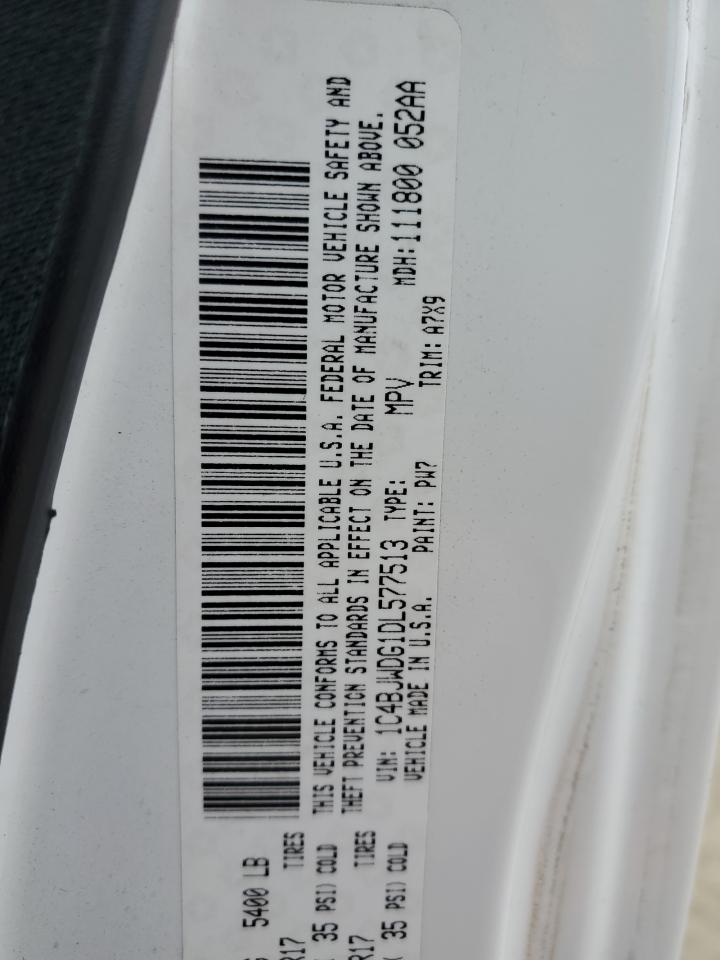 5400 LB
R17 TIRES
35 PSI) COLD
R17 TIRES
35 PSI) COLD
THIS VEHICLE CONFORMS TO ALL APPLICABLE U.S.A. FEDERAL MOTOR VEHICLE SAFETY AND
THEFT PREVENTION STANDARDS IN EFFECT ON THE DATE OF MANUFACTURE SHOWN ABOVE.
VIN: 1C4BJWDG1DL577513 TYPE: MPV MDH:111800 052AA
VEHICLE MADE IN U.S.A. PAINT: PW7 TRIM: A7X9